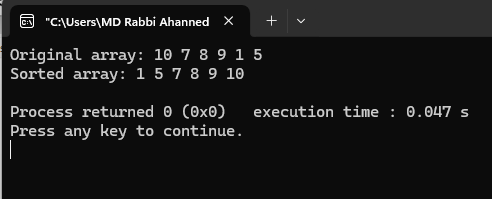 "C:\Users\MD Rabbi Ahanned
Original array: 10 7 8 9 1 5
Sorted array: 1 5 7 8 9 10
Process returned 0 (0x0)   execution time : 0.047 s
Press any key to continue.